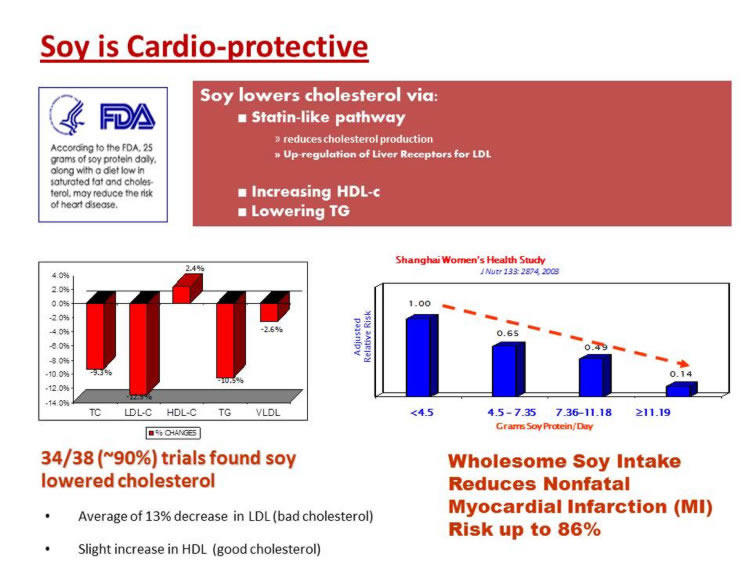 Soy is Cardio-protective
FDA
According to the FDA, 25
grams of soy protein daily,
along with a diet low in
saturated fat and choles-
terol, may reduce the risk
of heart disease.
Soy lowers cholesterol via:
■ Statin-like pathway
» reduces cholesterol production
» Up-regulation of Liver Receptors for LDL
■ Increasing HDL-c
■ Lowering TG
4.0%
2.0%
0.0%
-2.0%
-4.0%
-6.0%
-8.0%
-10.0%
-12.0%
-14.0%
2.4%
-2.6%
-9.3%
-10.5%
TC LDL-C HDL-C TG VLDL
% CHANGES
Shanghai Women's Health Study
J Nutr 133: 2874, 2003
Adjusted
Relative Risk
1.00
0.65
0.49
0.14
<4.5 4.5 – 7.35 7.36–11.18 ≥11.19
Grams Soy Protein/Day
34/38 (~90%) trials found soy
lowered cholesterol
• Average of 13% decrease in LDL (bad cholesterol)
• Slight increase in HDL (good cholesterol)
Wholesome Soy Intake
Reduces Nonfatal
Myocardial Infarction (MI)
Risk up to 86%